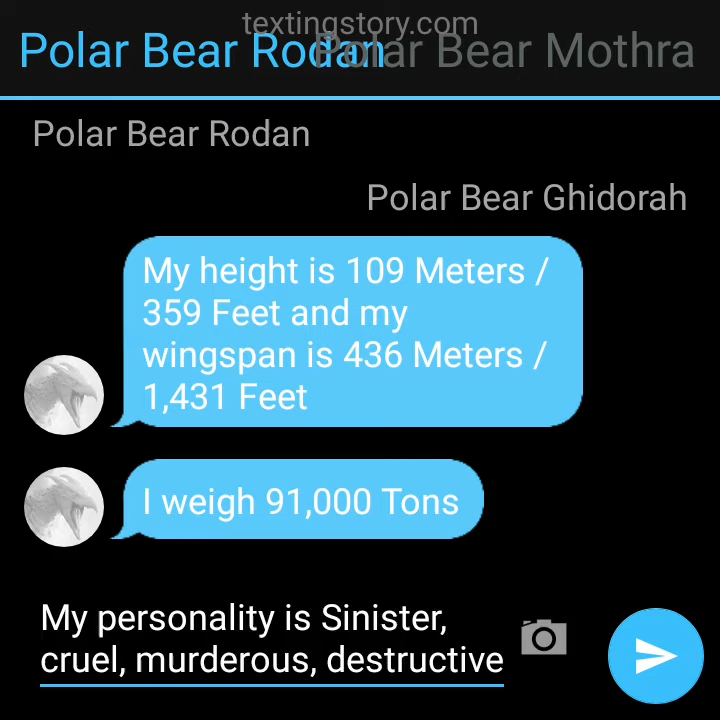 textingstory.com
Polar Bear Rodan Polar Bear Mothra
Polar Bear Rodan
Polar Bear Ghidorah
My height is 109 Meters /
359 Feet and my
wingspan is 436 Meters /
1,431 Feet
I weigh 91,000 Tons
My personality is Sinister,
cruel, murderous, destructive